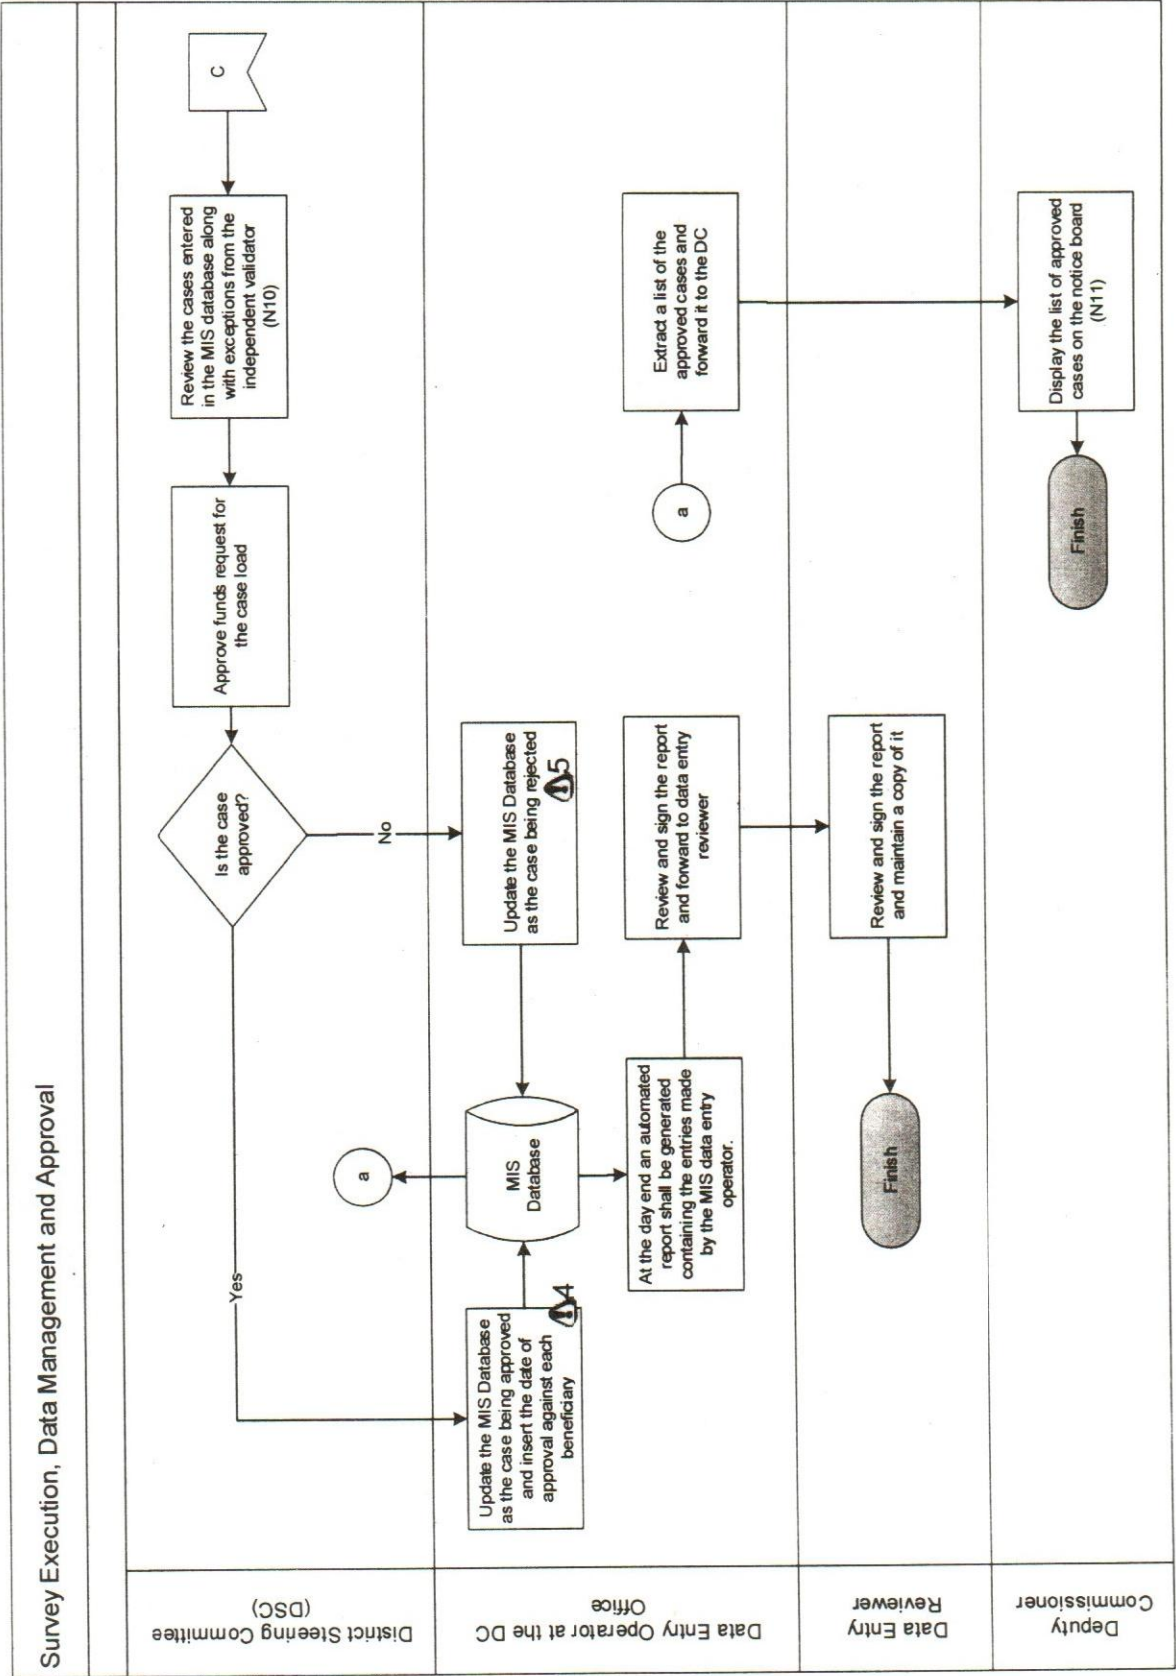 Survey Execution, Data Management and Approval
District Steering Committee
(DSC)
C
Review the cases entered
in the MIS database along
with exceptions from the
independent validator
(N10)
Approve funds request for
the case load
Is the case
approved?
No
Yes
a
Data Entry Operator at the DC
Office
Update the MIS Database
as the case being approved
and insert the date of
approval against each
beneficiary
4
MIS
Database
Update the MIS Database
as the case being rejected
5
At the day end an automated
report shall be generated
containing the entries made
by the MIS data entry
operator.
Review and sign the report
and forward to data entry
reviewer
a
Extract a list of the
approved cases and
forward it to the DC
Data Entry
Reviewer
Review and sign the report
and maintain a copy of it
Finish
Deputy
Commissioner
Display the list of approved
cases on the notice board
(N11)
Finish